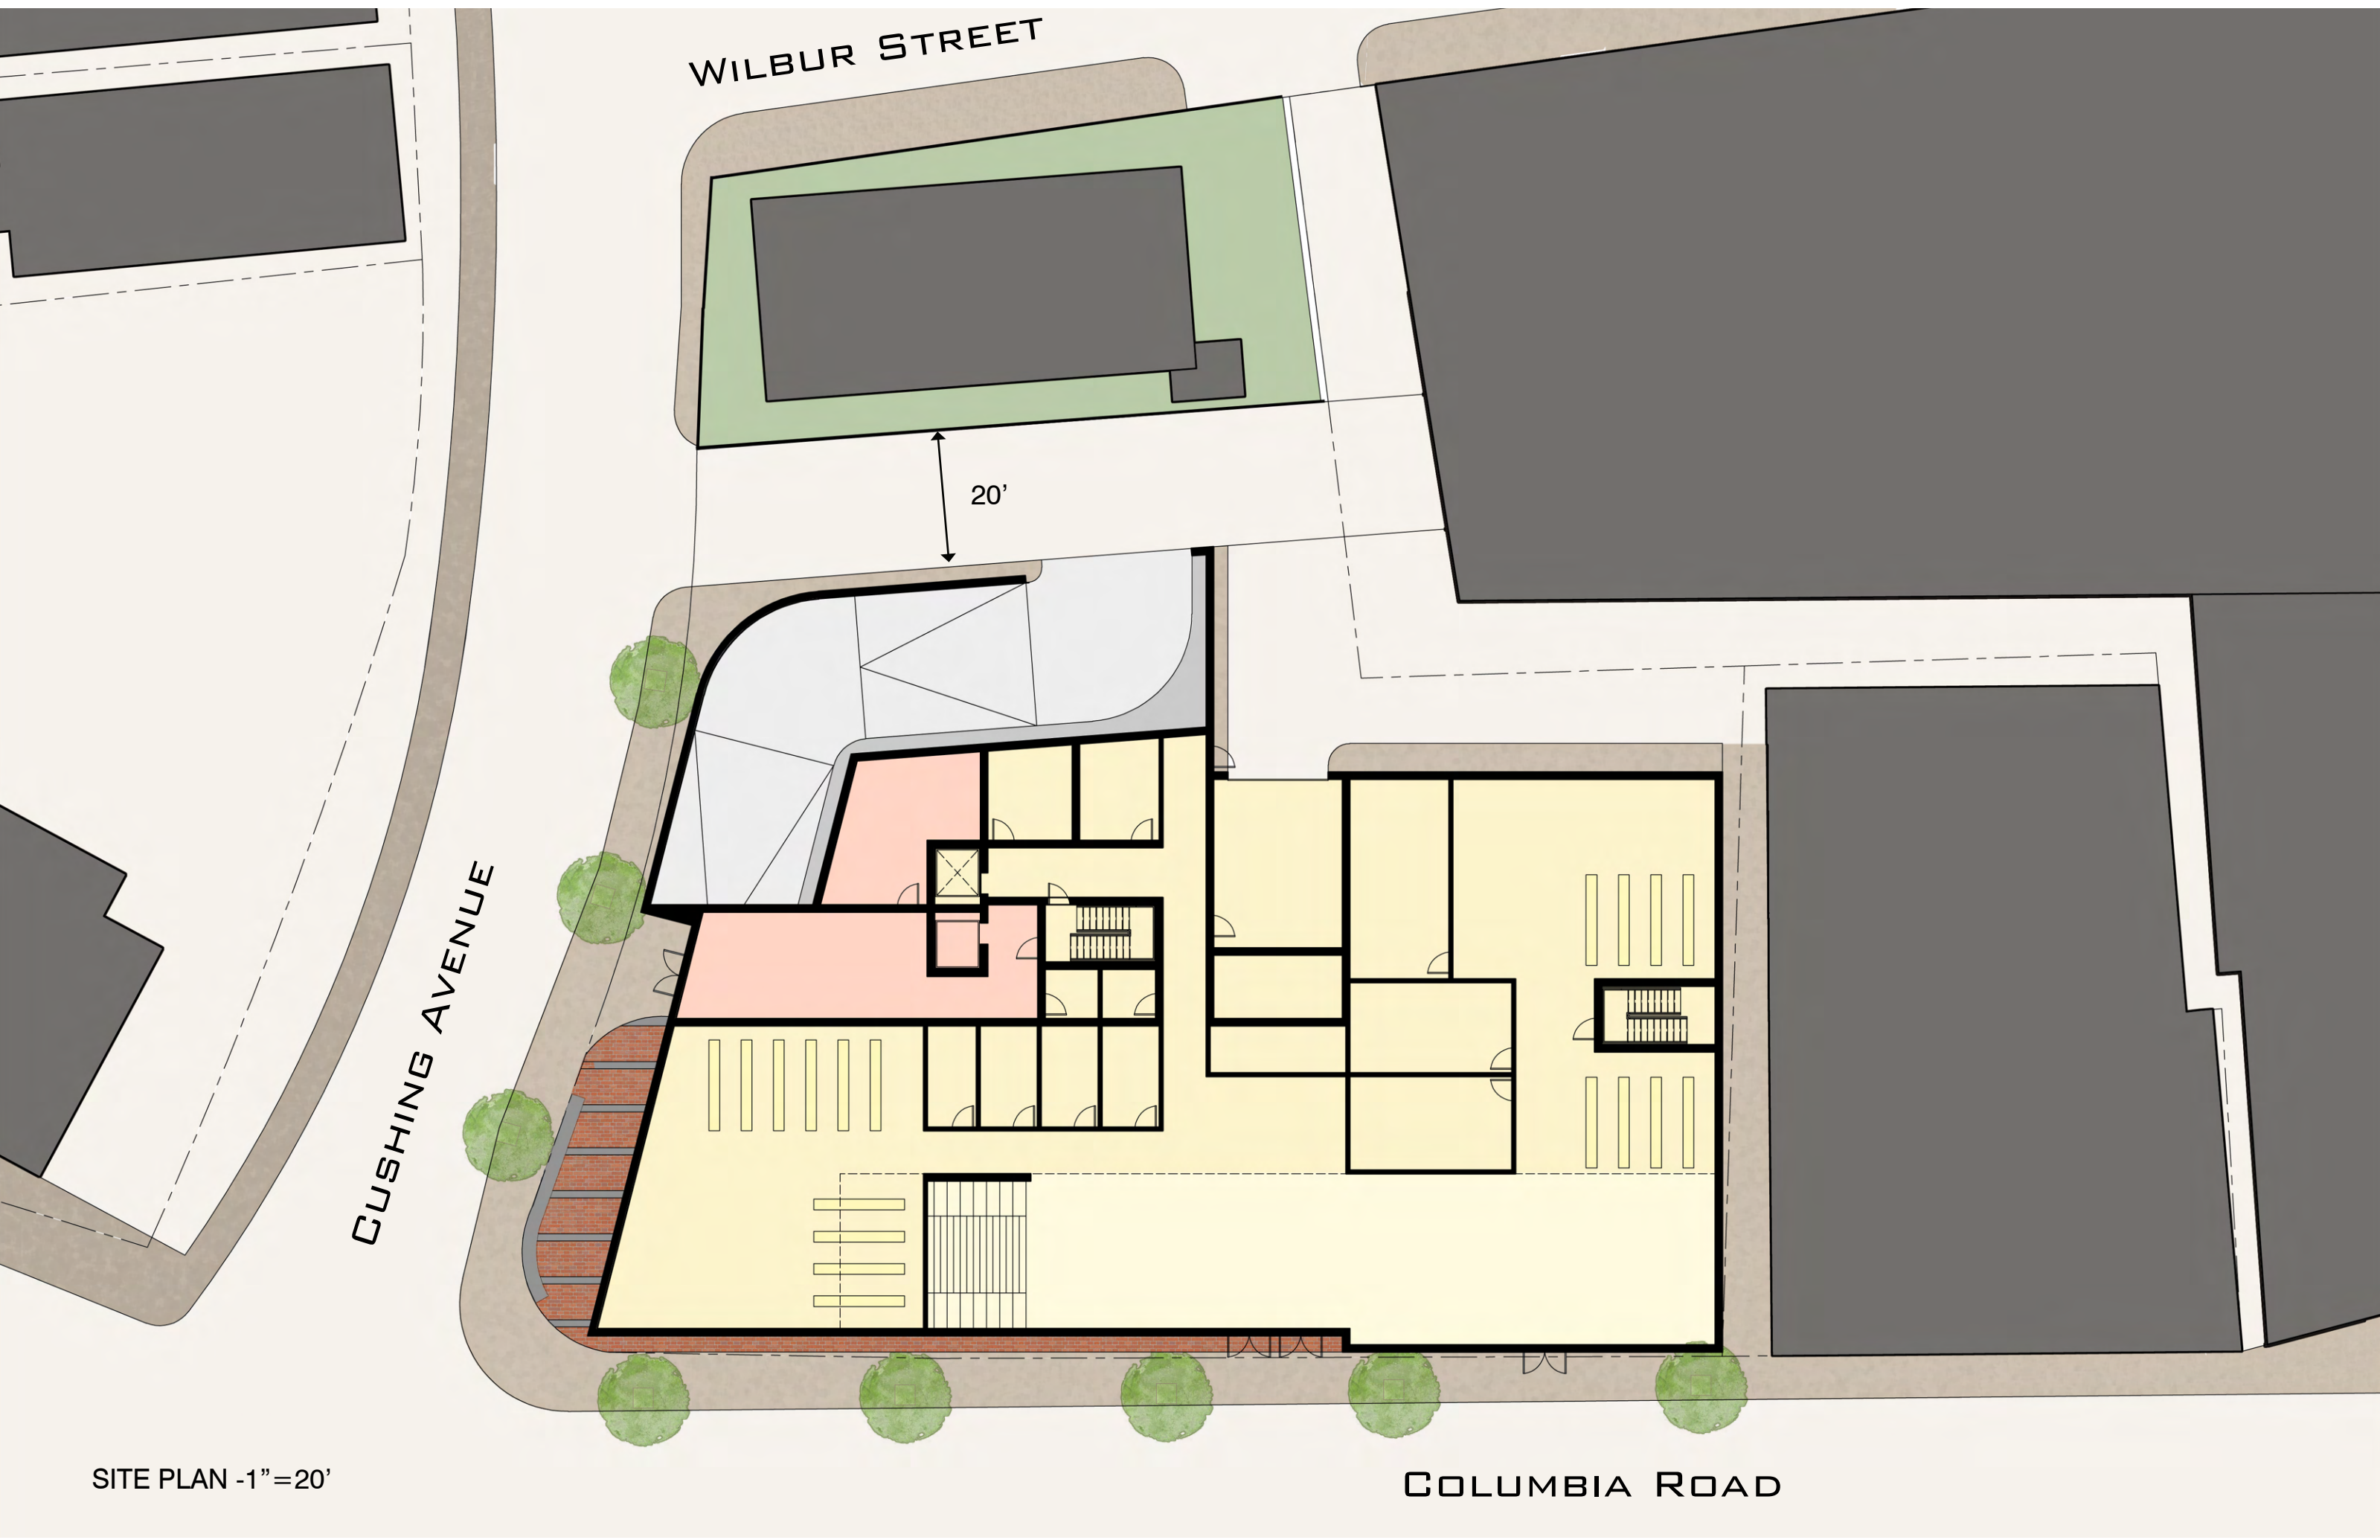 WILBUR STREET
20’
CUSHING AVENUE
SITE PLAN -1”=20’
COLUMBIA ROAD